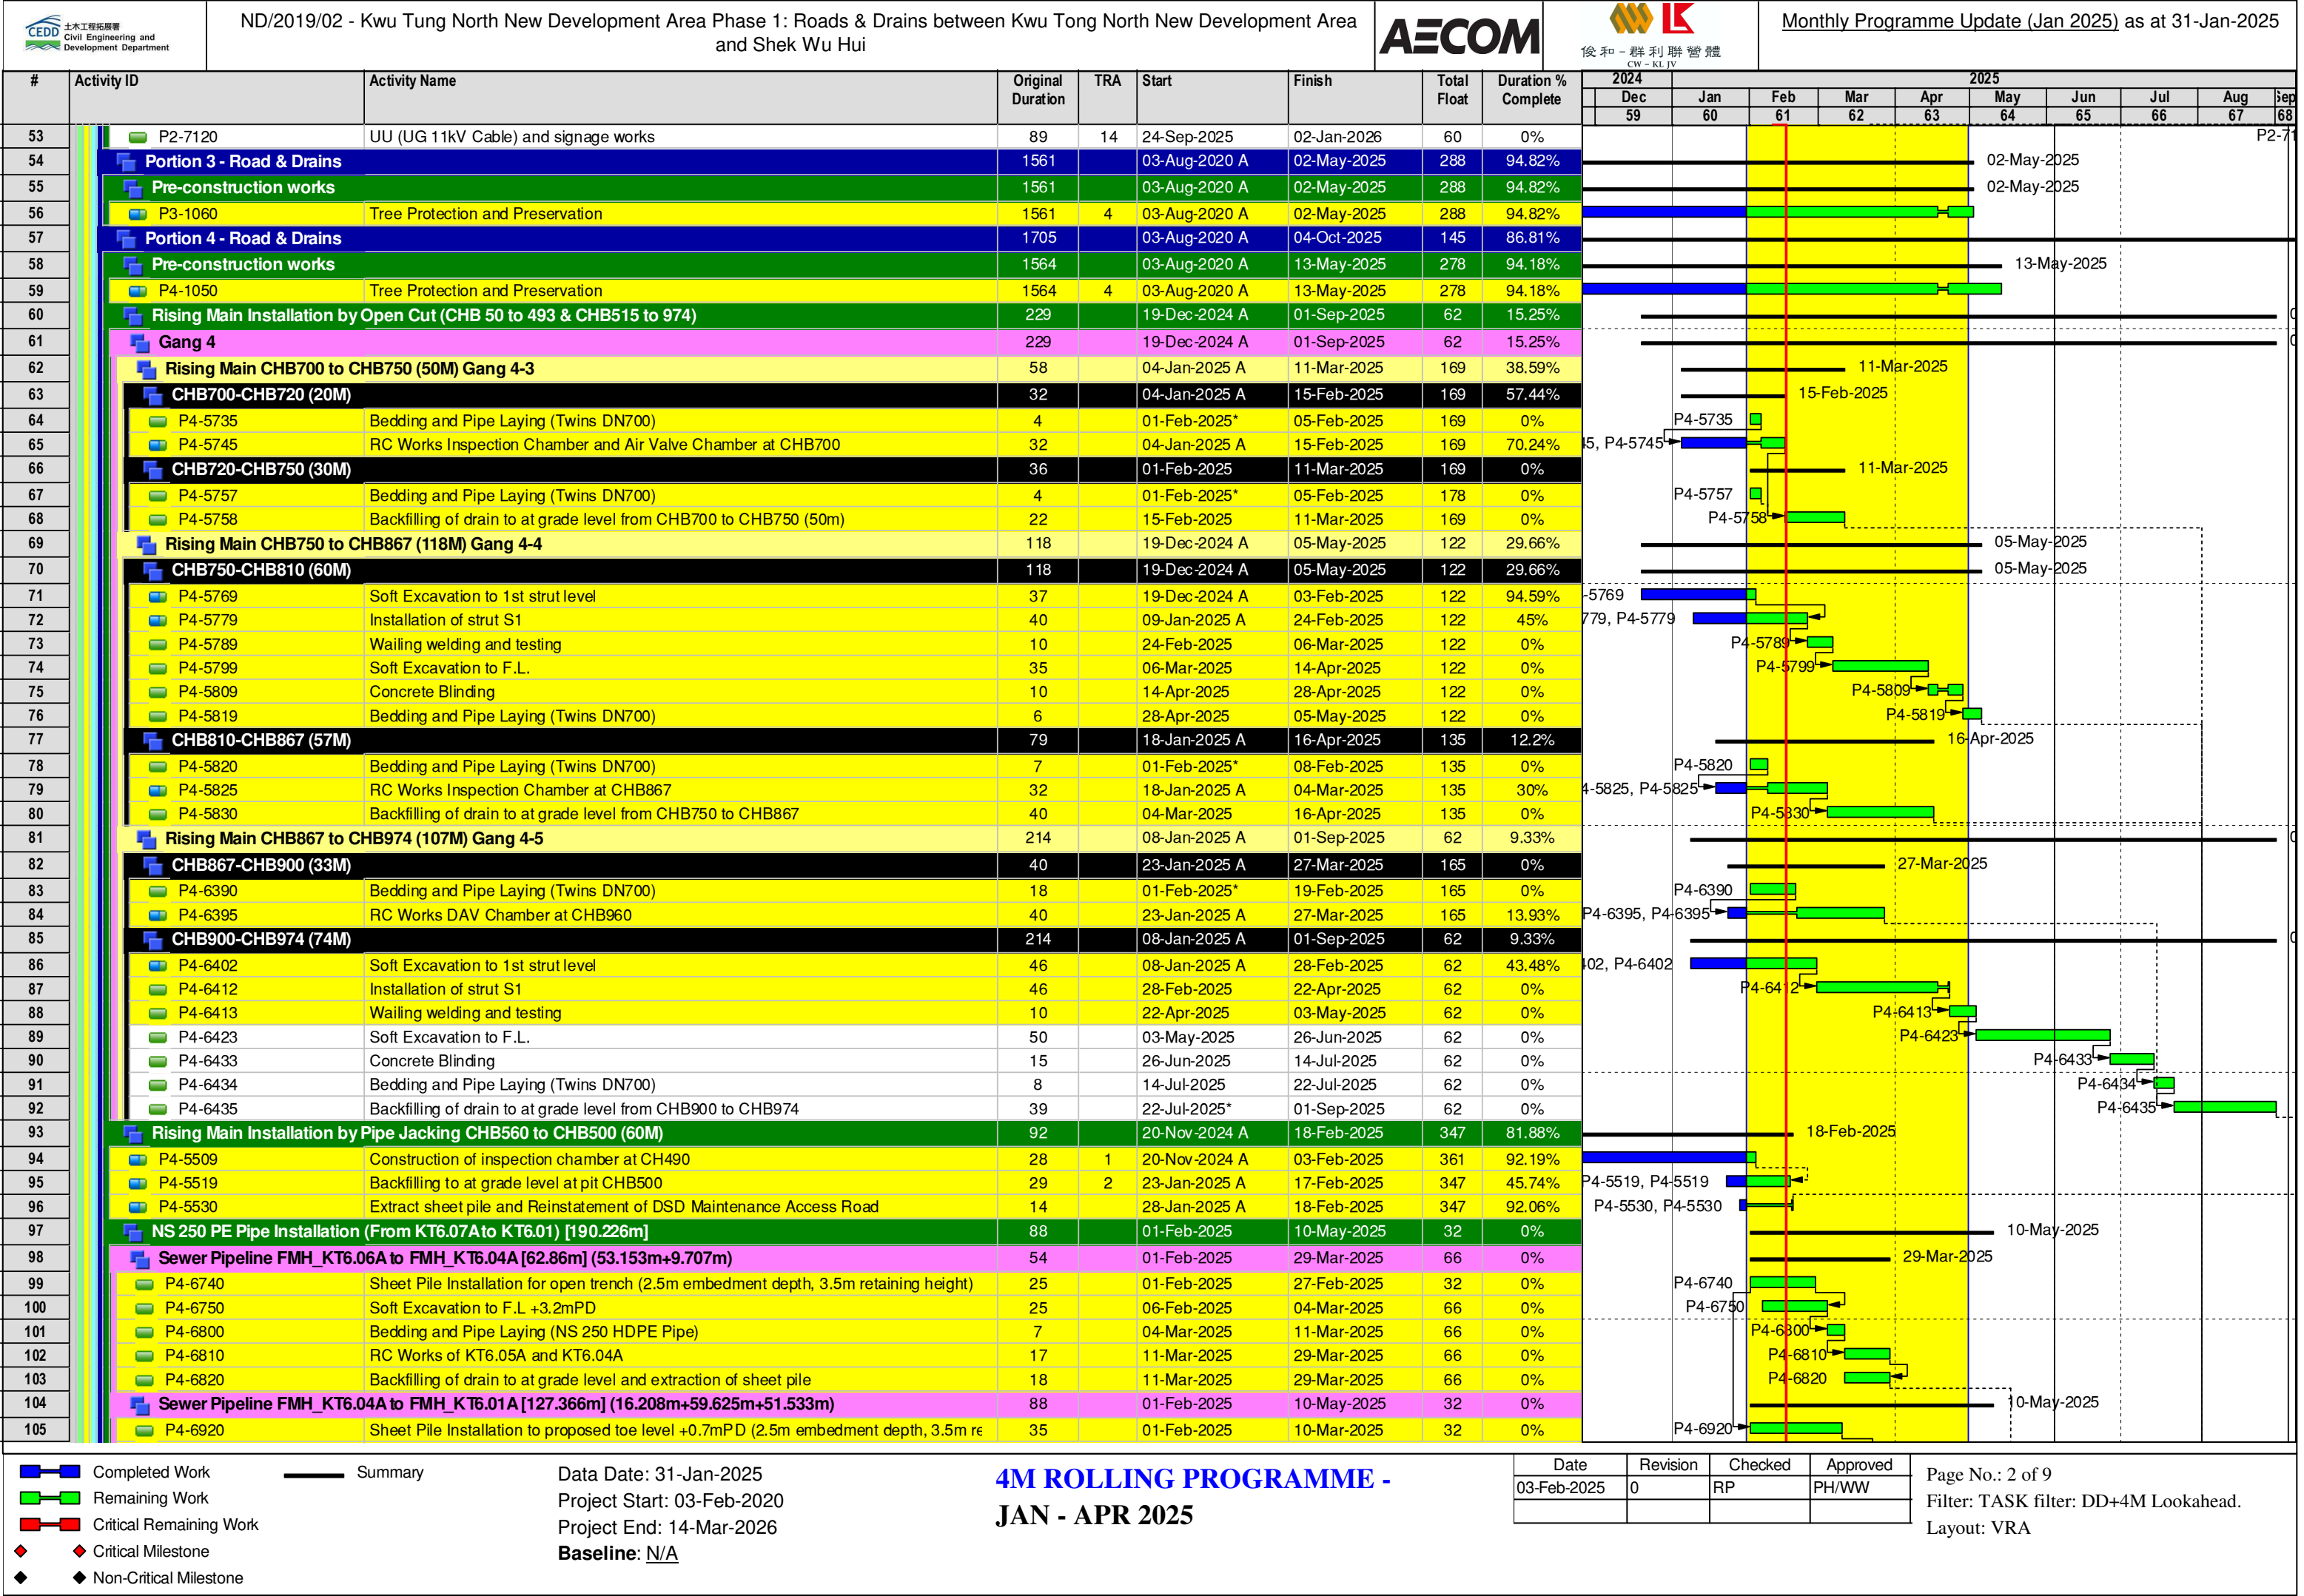 CEDD 土木工程拓展署
Civil Engineering and
Development Department
ND/2019/02 - Kwu Tung North New Development Area Phase 1: Roads & Drains between Kwu Tong North New Development Area
and Shek Wu Hui
AECOM
俊和-群利聯營體
CW - KL JV
Monthly Programme Update (Jan 2025) as at 31-Jan-2025
# Activity ID Activity Name Original Duration TRA Start Finish Total Float Duration % Complete
2024 2025
Dec Jan Feb Mar Apr May Jun Jul Aug Sep
59 60 61 62 63 64 65 66 67 68
53 P2-7120 UU (UG 11kV Cable) and signage works 89 14 24-Sep-2025 02-Jan-2026 60 0% P2-71
54 Portion 3 - Road & Drains 1561 03-Aug-2020 A 02-May-2025 288 94.82% 02-May-2025
55 Pre-construction works 1561 03-Aug-2020 A 02-May-2025 288 94.82% 02-May-2025
56 P3-1060 Tree Protection and Preservation 1561 4 03-Aug-2020 A 02-May-2025 288 94.82%
57 Portion 4 - Road & Drains 1705 03-Aug-2020 A 04-Oct-2025 145 86.81%
58 Pre-construction works 1564 03-Aug-2020 A 13-May-2025 278 94.18% 13-May-2025
59 P4-1050 Tree Protection and Preservation 1564 4 03-Aug-2020 A 13-May-2025 278 94.18%
60 Rising Main Installation by Open Cut (CHB 50 to 493 & CHB515 to 974) 229 19-Dec-2024 A 01-Sep-2025 62 15.25% 0
61 Gang 4 229 19-Dec-2024 A 01-Sep-2025 62 15.25% 0
62 Rising Main CHB700 to CHB750 (50M) Gang 4-3 58 04-Jan-2025 A 11-Mar-2025 169 38.59% 11-Mar-2025
63 CHB700-CHB720 (20M) 32 04-Jan-2025 A 15-Feb-2025 169 57.44% 15-Feb-2025
64 P4-5735 Bedding and Pipe Laying (Twins DN700) 4 01-Feb-2025* 05-Feb-2025 169 0% P4-5735
65 P4-5745 RC Works Inspection Chamber and Air Valve Chamber at CHB700 32 04-Jan-2025 A 15-Feb-2025 169 70.24% 45, P4-5745
66 CHB720-CHB750 (30M) 36 01-Feb-2025 11-Mar-2025 169 0% 11-Mar-2025
67 P4-5757 Bedding and Pipe Laying (Twins DN700) 4 01-Feb-2025* 05-Feb-2025 178 0% P4-5757
68 P4-5758 Backfilling of drain to at grade level from CHB700 to CHB750 (50m) 22 15-Feb-2025 11-Mar-2025 169 0% P4-5758
69 Rising Main CHB750 to CHB867 (118M) Gang 4-4 118 19-Dec-2024 A 05-May-2025 122 29.66% 05-May-2025
70 CHB750-CHB810 (60M) 118 19-Dec-2024 A 05-May-2025 122 29.66% 05-May-2025
71 P4-5769 Soft Excavation to 1st strut level 37 19-Dec-2024 A 03-Feb-2025 122 94.59% -5769
72 P4-5779 Installation of strut S1 40 09-Jan-2025 A 24-Feb-2025 122 45% 779, P4-5779
73 P4-5789 Wailing welding and testing 10 24-Feb-2025 06-Mar-2025 122 0% P4-5789
74 P4-5799 Soft Excavation to F.L. 35 06-Mar-2025 14-Apr-2025 122 0% P4-5799
75 P4-5809 Concrete Blinding 10 14-Apr-2025 28-Apr-2025 122 0% P4-5809
76 P4-5819 Bedding and Pipe Laying (Twins DN700) 6 28-Apr-2025 05-May-2025 122 0% P4-5819
77 CHB810-CHB867 (57M) 79 18-Jan-2025 A 16-Apr-2025 135 12.2% 16-Apr-2025
78 P4-5820 Bedding and Pipe Laying (Twins DN700) 7 01-Feb-2025* 08-Feb-2025 135 0% P4-5820
79 P4-5825 RC Works Inspection Chamber at CHB867 32 18-Jan-2025 A 04-Mar-2025 135 30% 4-5825, P4-5825
80 P4-5830 Backfilling of drain to at grade level from CHB750 to CHB867 40 04-Mar-2025 16-Apr-2025 135 0% P4-5830
81 Rising Main CHB867 to CHB974 (107M) Gang 4-5 214 08-Jan-2025 A 01-Sep-2025 62 9.33% 0
82 CHB867-CHB900 (33M) 40 23-Jan-2025 A 27-Mar-2025 165 0% 27-Mar-2025
83 P4-6390 Bedding and Pipe Laying (Twins DN700) 18 01-Feb-2025* 19-Feb-2025 165 0% P4-6390
84 P4-6395 RC Works DAV Chamber at CHB960 40 23-Jan-2025 A 27-Mar-2025 165 13.93% P4-6395, P4-6395
85 CHB900-CHB974 (74M) 214 08-Jan-2025 A 01-Sep-2025 62 9.33% 0
86 P4-6402 Soft Excavation to 1st strut level 46 08-Jan-2025 A 28-Feb-2025 62 43.48% 402, P4-6402
87 P4-6412 Installation of strut S1 46 28-Feb-2025 22-Apr-2025 62 0% P4-6412
88 P4-6413 Wailing welding and testing 10 22-Apr-2025 03-May-2025 62 0% P4-6413
89 P4-6423 Soft Excavation to F.L. 50 03-May-2025 26-Jun-2025 62 0% P4-6423
90 P4-6433 Concrete Blinding 15 26-Jun-2025 14-Jul-2025 62 0% P4-6433
91 P4-6434 Bedding and Pipe Laying (Twins DN700) 8 14-Jul-2025 22-Jul-2025 62 0% P4-6434
92 P4-6435 Backfilling of drain to at grade level from CHB900 to CHB974 39 22-Jul-2025* 01-Sep-2025 62 0% P4-6435
93 Rising Main Installation by Pipe Jacking CHB560 to CHB500 (60M) 92 20-Nov-2024 A 18-Feb-2025 347 81.88% 18-Feb-2025
94 P4-5509 Construction of inspection chamber at CH490 28 1 20-Nov-2024 A 03-Feb-2025 361 92.19%
95 P4-5519 Backfilling to at grade level at pit CHB500 29 2 23-Jan-2025 A 17-Feb-2025 347 45.74% P4-5519, P4-5519
96 P4-5530 Extract sheet pile and Reinstatement of DSD Maintenance Access Road 14 28-Jan-2025 A 18-Feb-2025 347 92.06% P4-5530, P4-5530
97 NS 250 PE Pipe Installation (From KT6.07A to KT6.01) [190.226m] 88 01-Feb-2025 10-May-2025 32 0% 10-May-2025
98 Sewer Pipeline FMH_KT6.06A to FMH_KT6.04A [62.86m] (53.153m+9.707m) 54 01-Feb-2025 29-Mar-2025 66 0% 29-Mar-2025
99 P4-6740 Sheet Pile Installation for open trench (2.5m embedment depth, 3.5m retaining height) 25 01-Feb-2025 27-Feb-2025 32 0% P4-6740
100 P4-6750 Soft Excavation to F.L +3.2mPD 25 06-Feb-2025 04-Mar-2025 66 0% P4-6750
101 P4-6800 Bedding and Pipe Laying (NS 250 HDPE Pipe) 7 04-Mar-2025 11-Mar-2025 66 0% P4-6800
102 P4-6810 RC Works of KT6.05A and KT6.04A 17 11-Mar-2025 29-Mar-2025 66 0% P4-6810
103 P4-6820 Backfilling of drain to at grade level and extraction of sheet pile 18 11-Mar-2025 29-Mar-2025 66 0% P4-6820
104 Sewer Pipeline FMH_KT6.04A to FMH_KT6.01A [127.366m] (16.208m+59.625m+51.533m) 88 01-Feb-2025 10-May-2025 32 0% 10-May-2025
105 P4-6920 Sheet Pile Installation to proposed toe level +0.7mPD (2.5m embedment depth, 3.5m re 35 01-Feb-2025 10-Mar-2025 32 0% P4-6920
Completed Work
Summary
Remaining Work
Critical Remaining Work
Critical Milestone
Non-Critical Milestone
Data Date: 31-Jan-2025
Project Start: 03-Feb-2020
Project End: 14-Mar-2026
Baseline: N/A
4M ROLLING PROGRAMME -
JAN - APR 2025
Date Revision Checked Approved
03-Feb-2025 0 RP PH/WW
Page No.: 2 of 9
Filter: TASK filter: DD+4M Lookahead.
Layout: VRA